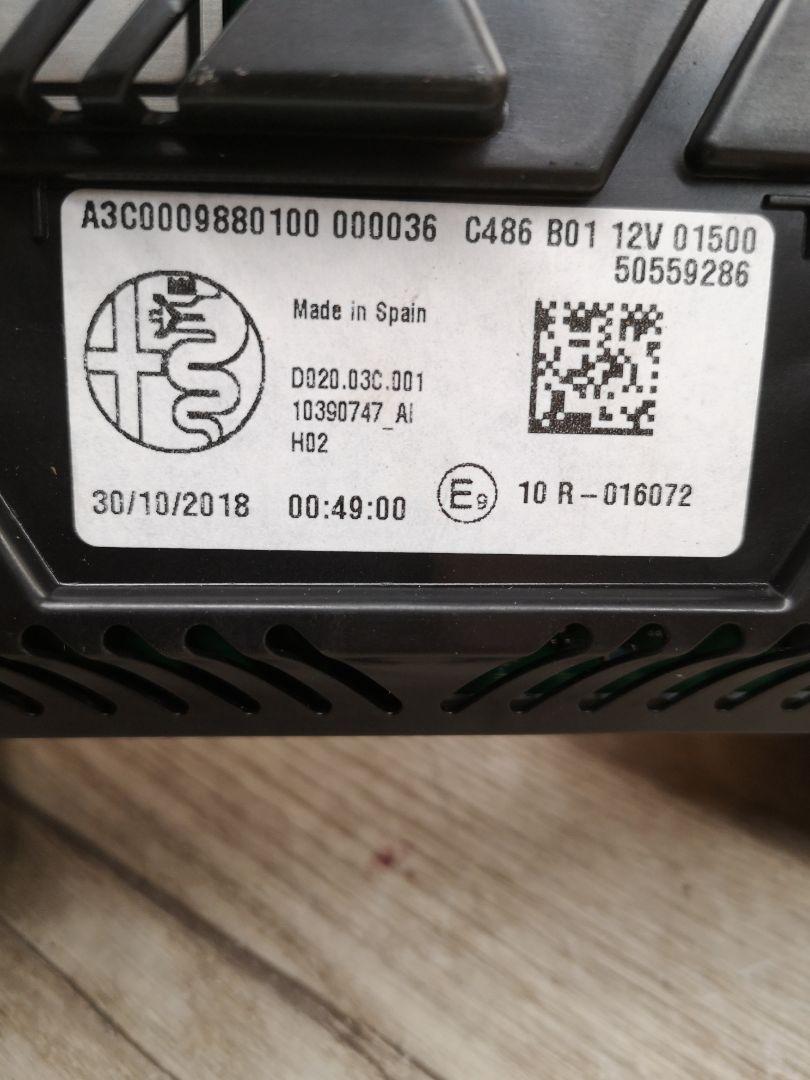 A3C0009880100 000036 C486 B01 12V 01500
50559286
Made in Spain
D020.03C.001
10390747_AI
H02
30/10/2018 00:49:00 E9 10 R-016072